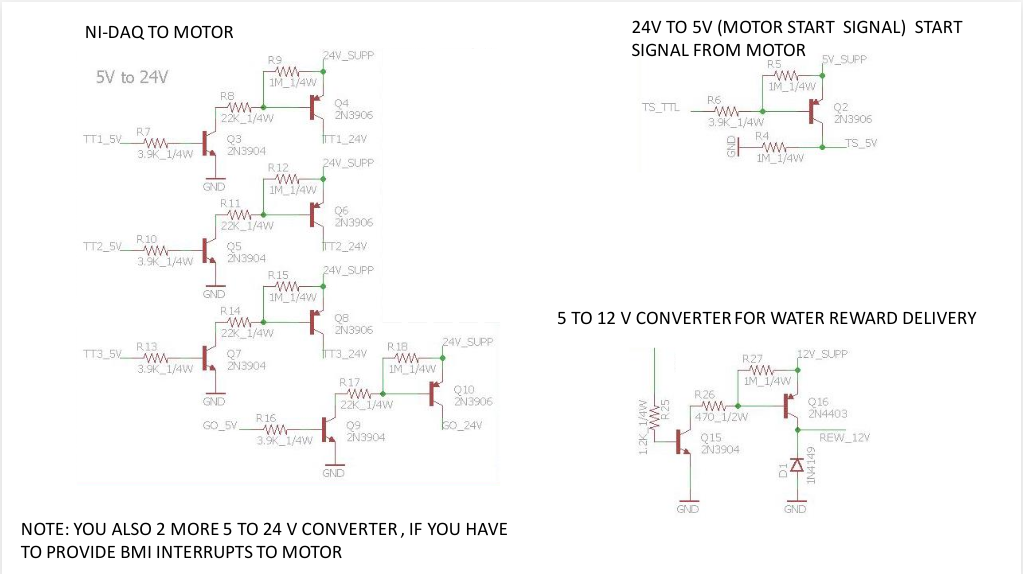 NI-DAQ TO MOTOR
5V to 24V
24V_SUPP
R9
1M_1/4W
R8
22K_1/4W
Q4
2N3906
TT1_5V
R7
3.9K_1/4W
Q3
2N3904
TT1_24V
GND
24V_SUPP
R12
1M_1/4W
R11
22K_1/4W
Q6
2N3906
TT2_5V
R10
3.9K_1/4W
Q5
2N3904
TT2_24V
GND
24V_SUPP
R15
1M_1/4W
R14
22K_1/4W
Q8
2N3906
TT3_5V
R13
3.9K_1/4W
Q7
2N3904
TT3_24V
GND
24V_SUPP
R18
1M_1/4W
R17
22K_1/4W
Q10
2N3906
GO_5V
R16
3.9K_1/4W
Q9
2N3904
GO_24V
GND
24V TO 5V (MOTOR START SIGNAL) START
SIGNAL FROM MOTOR
5V_SUPP
R5
1M_1/4W
TS_TTL
R6
3.9K_1/4W
Q2
2N3906
GND
R4
1M_1/4W
TS_5V
5 TO 12 V CONVERTER FOR WATER REWARD DELIVERY
12V_SUPP
R27
1M_1/4W
R26
470_1/2W
Q16
2N4403
1.2K_1/4W
R25
Q15
2N3904
REW_12V
D1
1N4149
GND
GND
NOTE: YOU ALSO 2 MORE 5 TO 24 V CONVERTER , IF YOU HAVE
TO PROVIDE BMI INTERRUPTS TO MOTOR